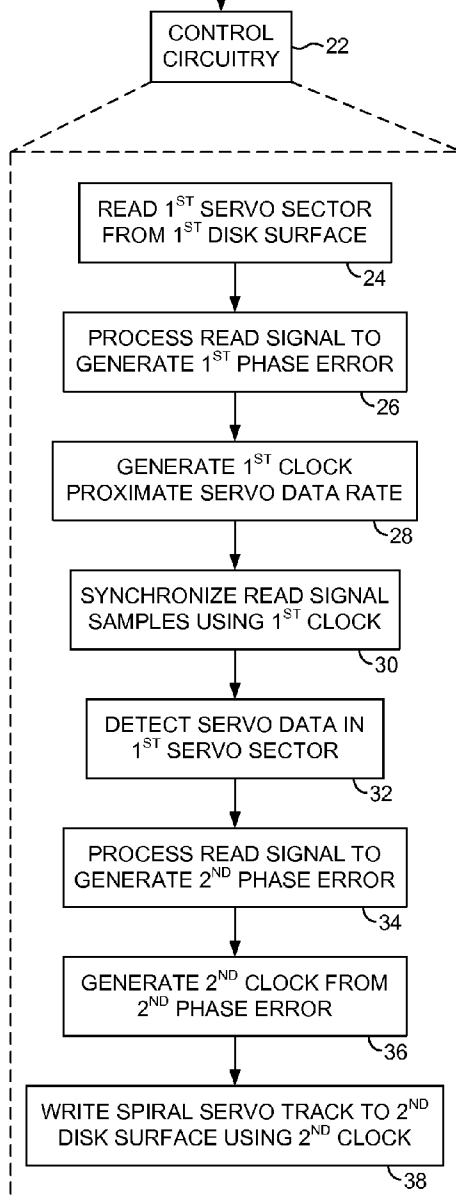 CONTROL
CIRCUITRY
22
READ 1ST SERVO SECTOR
FROM 1ST DISK SURFACE
24
PROCESS READ SIGNAL TO
GENERATE 1ST PHASE ERROR
26
GENERATE 1ST CLOCK
PROXIMATE SERVO DATA RATE
28
SYNCHRONIZE READ SIGNAL
SAMPLES USING 1ST CLOCK
30
DETECT SERVO DATA IN
1ST SERVO SECTOR
32
PROCESS READ SIGNAL TO
GENERATE 2ND PHASE ERROR
34
GENERATE 2ND CLOCK FROM
2ND PHASE ERROR
36
WRITE SPIRAL SERVO TRACK TO 2ND
DISK SURFACE USING 2ND CLOCK
38